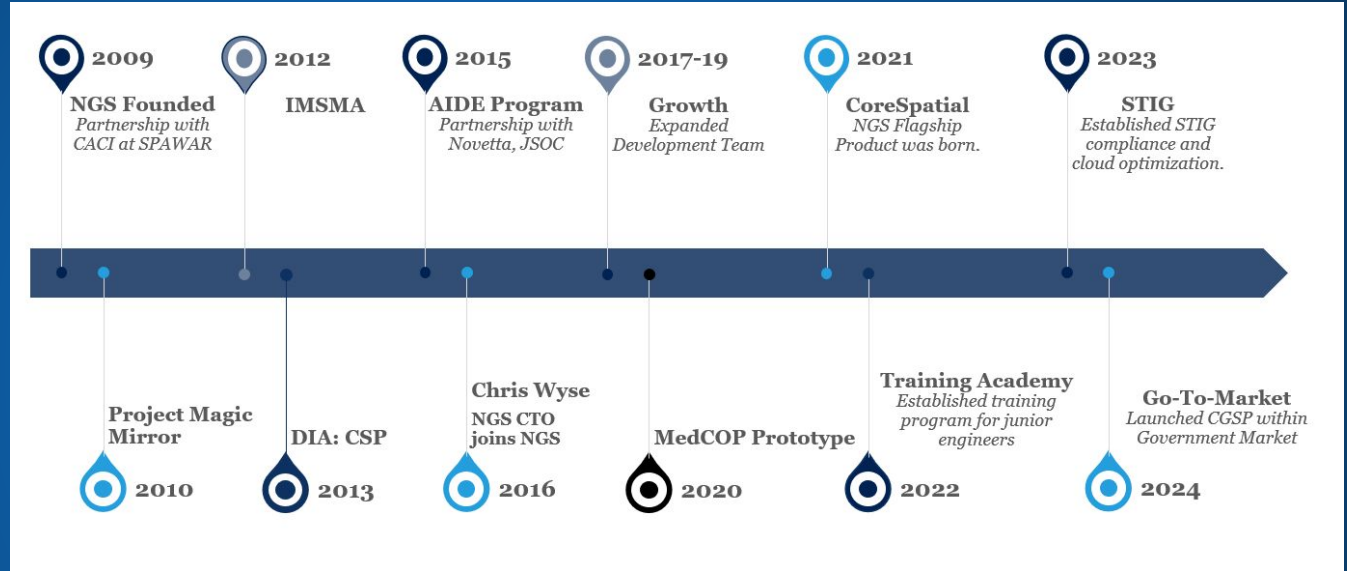 2009
NGS Founded
Partnership with
CACI at SPAWAR
2012
IMSMA
2015
AIDE Program
Partnership with
Novetta, JSOC
2017-19
Growth
Expanded
Development Team
2021
CoreSpatial
NGS Flagship
Product was born.
2023
STIG
Established STIG
compliance and
cloud optimization.
Project Magic
Mirror
2010
DIA: CSP
2013
Chris Wyse
NGS CTO
joins NGS
2016
MedCOP Prototype
2020
Training Academy
Established training
program for junior
engineers
2022
Go-To-Market
Launched CGSP within
Government Market
2024